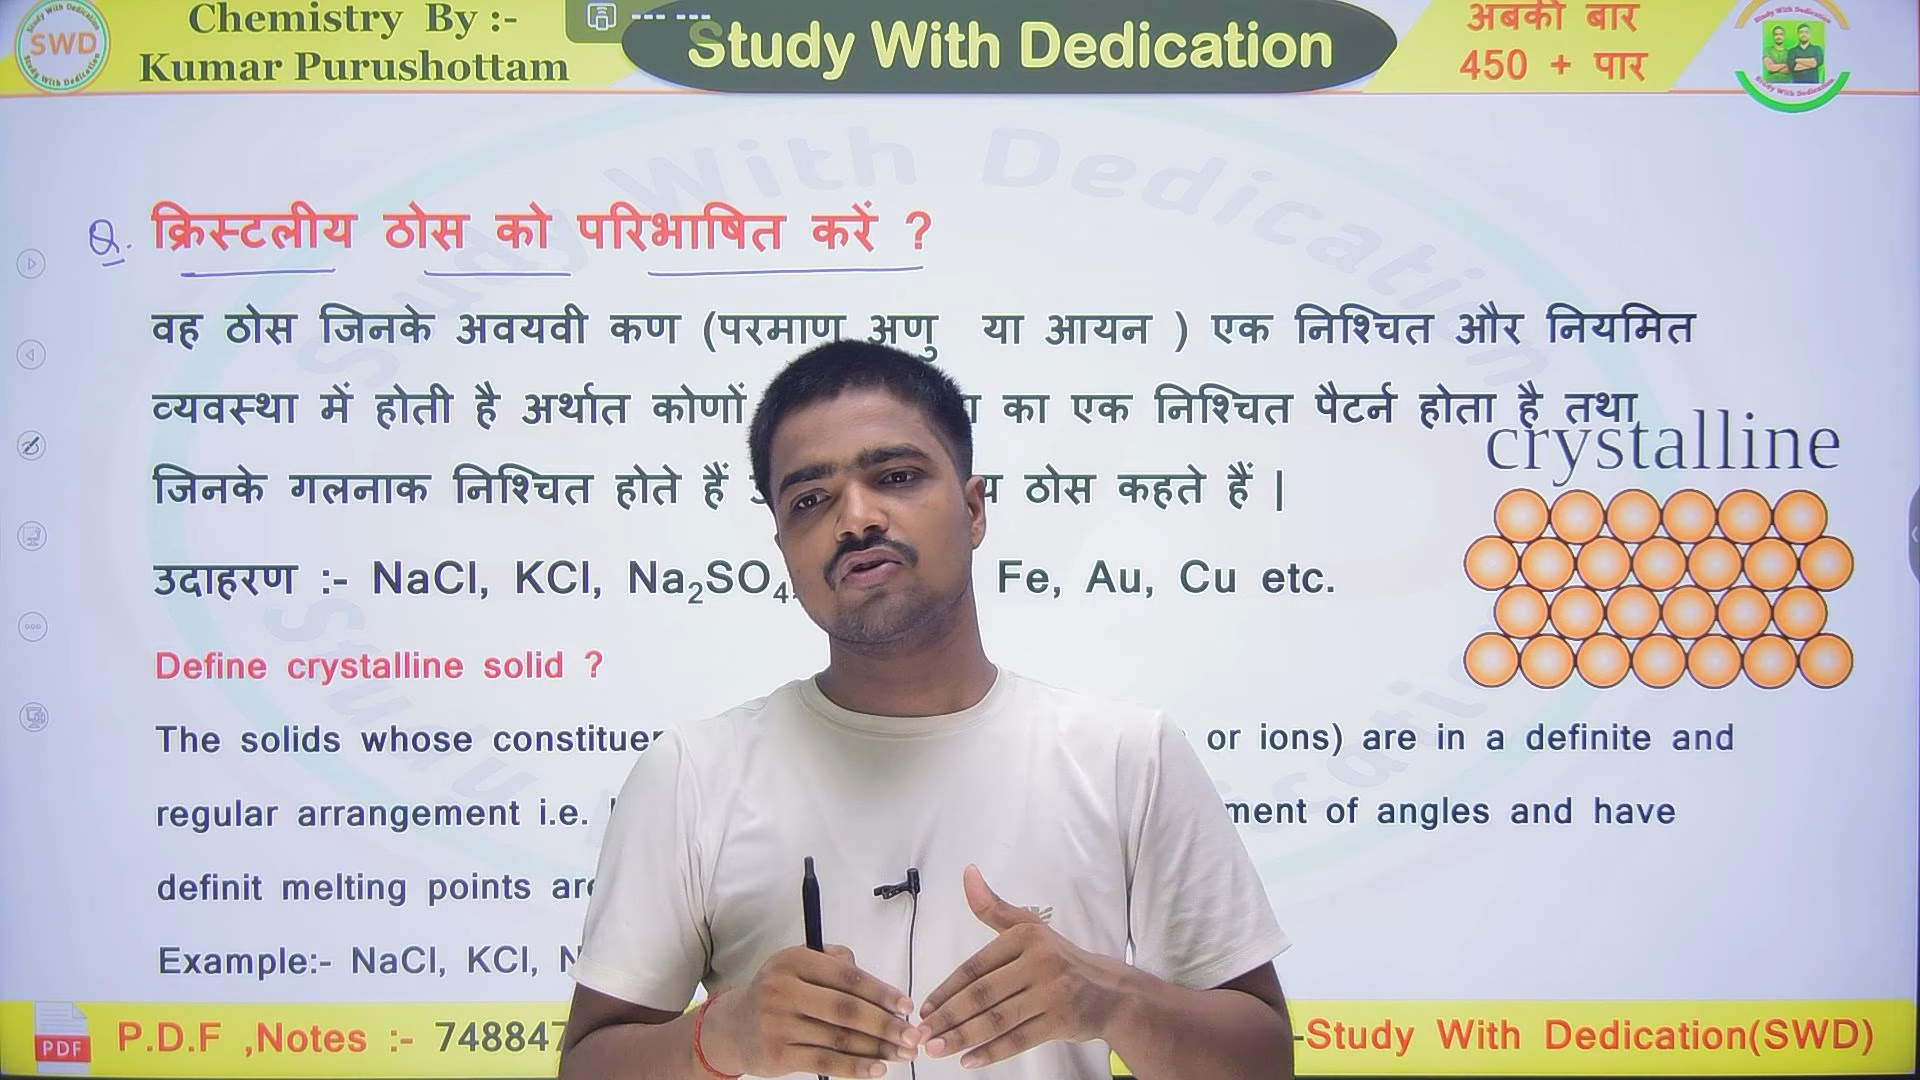 Chemistry By :-
Kumar Purushottam
SWD
Study With Dedication
अबकी बार
450 + पार
Q. क्रिस्टलीय ठोस को परिभाषित करें ?
वह ठोस जिनके अवयवी कण (परमाणु अणु या आयन ) एक निश्चित और नियमित
व्यवस्था में होती है अर्थात कोणों का एक निश्चित पैटर्न होता है तथा
जिनके गलनाक निश्चित होते हैं ठोस कहते हैं |
crystalline
उदाहरण :- NaCl, KCl, Na₂SO₄ Fe, Au, Cu etc.
Define crystalline solid ?
The solids whose or ions) are in a definite and
regular arrangement i.e. of angles and have
definit melting points
Example:- NaCl, KCl,
PDF
P.D.F ,Notes :- 74884 -Study With Dedication(SWD)